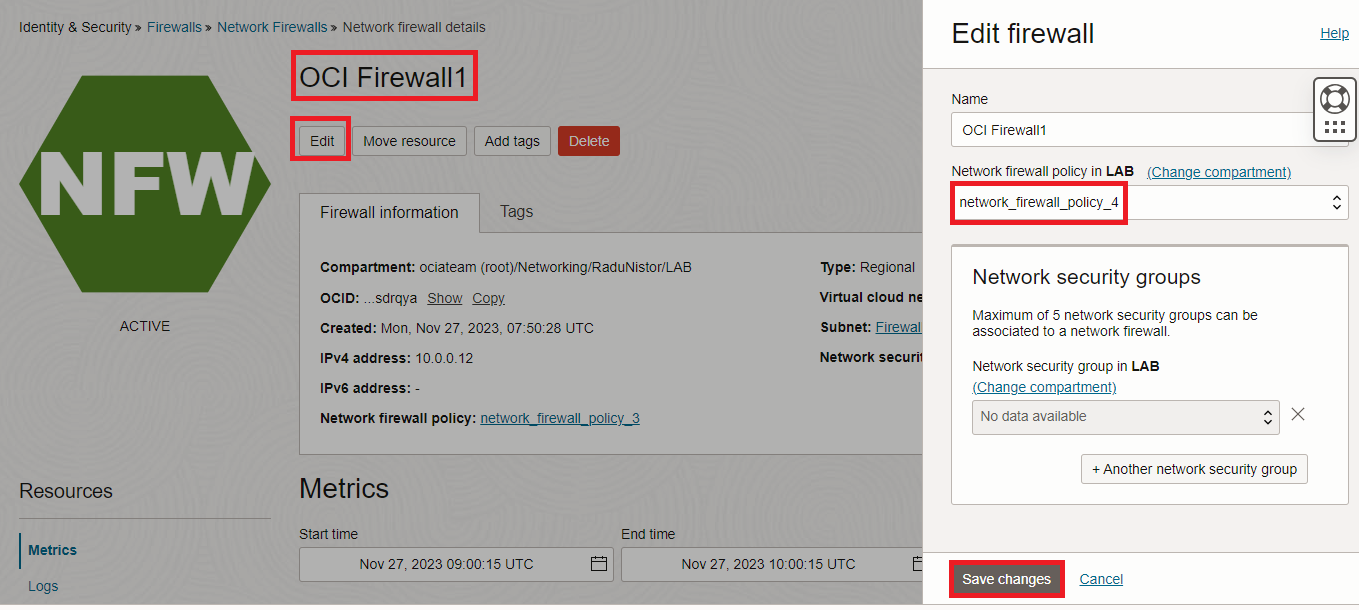 Identity & Security » Firewalls » Network Firewalls » Network firewall details
NFW
ACTIVE
OCI Firewall1
Edit Move resource Add tags Delete
Firewall information Tags
Compartment: ociateam (root)/Networking/RaduNistor/LAB
OCID: ...sdrqya Show Copy
Created: Mon, Nov 27, 2023, 07:50:28 UTC
IPv4 address: 10.0.0.12
IPv6 address: -
Network firewall policy: network_firewall_policy_3
Type: Regional
Virtual cloud ne
Subnet: Firewal
Network securit
Resources
Metrics
Logs
Metrics
Start time
Nov 27, 2023 09:00:15 UTC
End time
Nov 27, 2023 10:00:15 UTC
Edit firewall
Help
Name
OCI Firewall1
Network firewall policy in LAB (Change compartment)
network_firewall_policy_4
Network security groups
Maximum of 5 network security groups can be
associated to a network firewall.
Network security group in LAB
(Change compartment)
No data available
+ Another network security group
Save changes Cancel